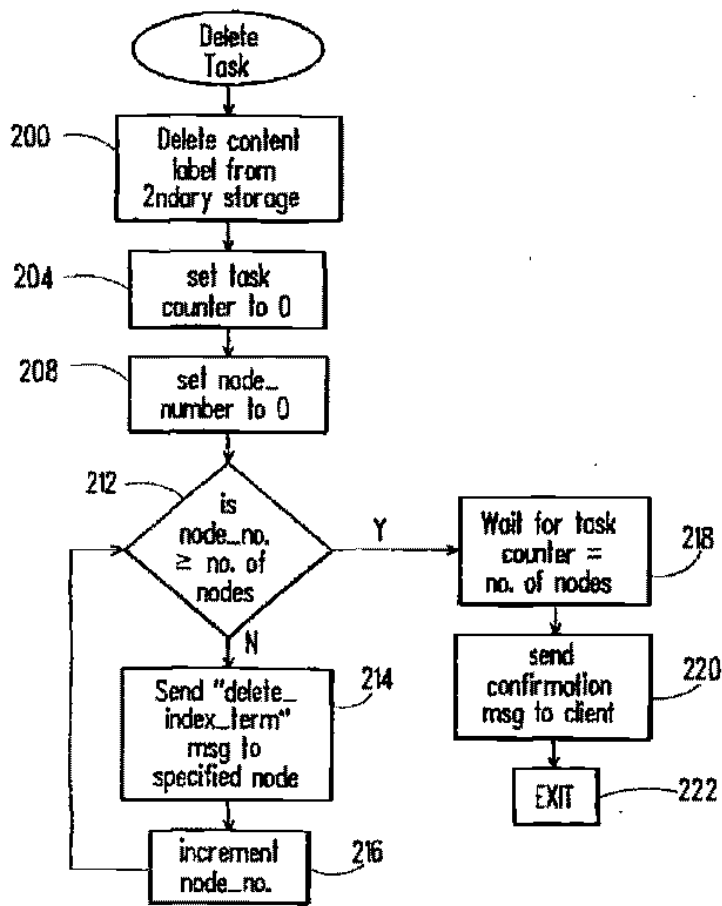 Delete
Task
200
Delete content
label from
2ndary storage
204
set task
counter to 0
208
set node_
number to 0
212
is
node_no.
≥ no. of
nodes
Y
N
Wait for task
counter =
no. of nodes
218
Send "delete_
index_term"
msg to
specified node
214
send
confirmation
msg to client
220
increment
node_no.
216
EXIT
222